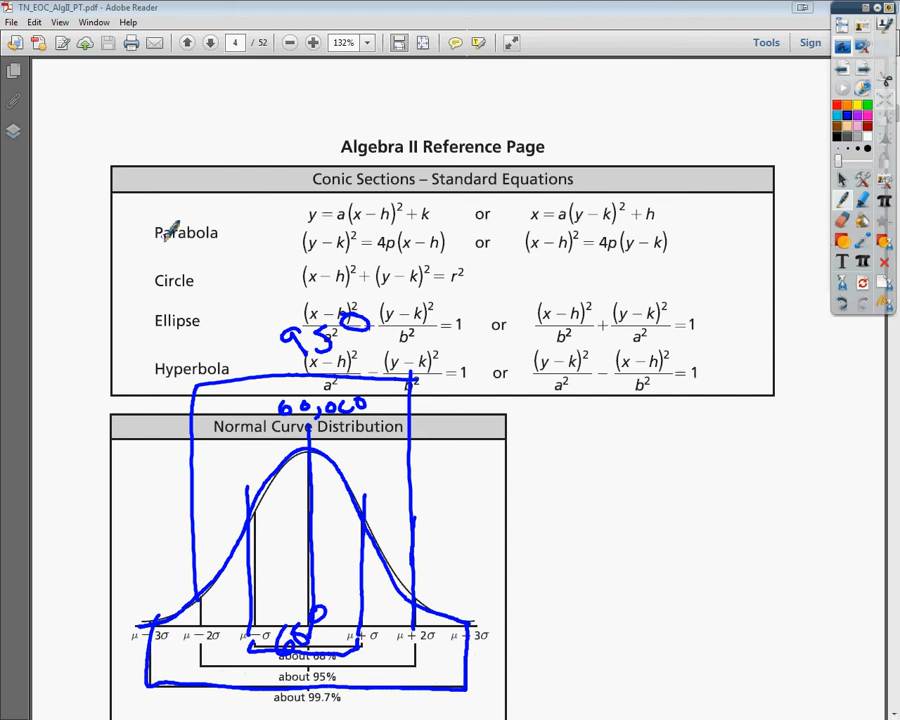 TN_EOC_AlgII_PT.pdf - Adobe Reader
File Edit View Window Help
4 / 52 132% Tools Sign
Algebra II Reference Page
Conic Sections – Standard Equations
Parabola y = a(x – h)² + k or x = a(y – k)² + h
(y – k)² = 4p(x – h) or (x – h)² = 4p(y – k)
Circle (x – h)² + (y – k)² = r²
Ellipse (x – h)²/a² + (y – k)²/b² = 1 or (x – h)²/b² + (y – k)²/a² = 1
950
Hyperbola (x – h)²/a² – (y – k)²/b² = 1 or (y – k)²/a² – (x – h)²/b² = 1
60,000
Normal Curve Distribution
μ – 3σ μ – 2σ μ – σ μ + σ μ + 2σ μ + 3σ
about 68%
about 95%
about 99.7%